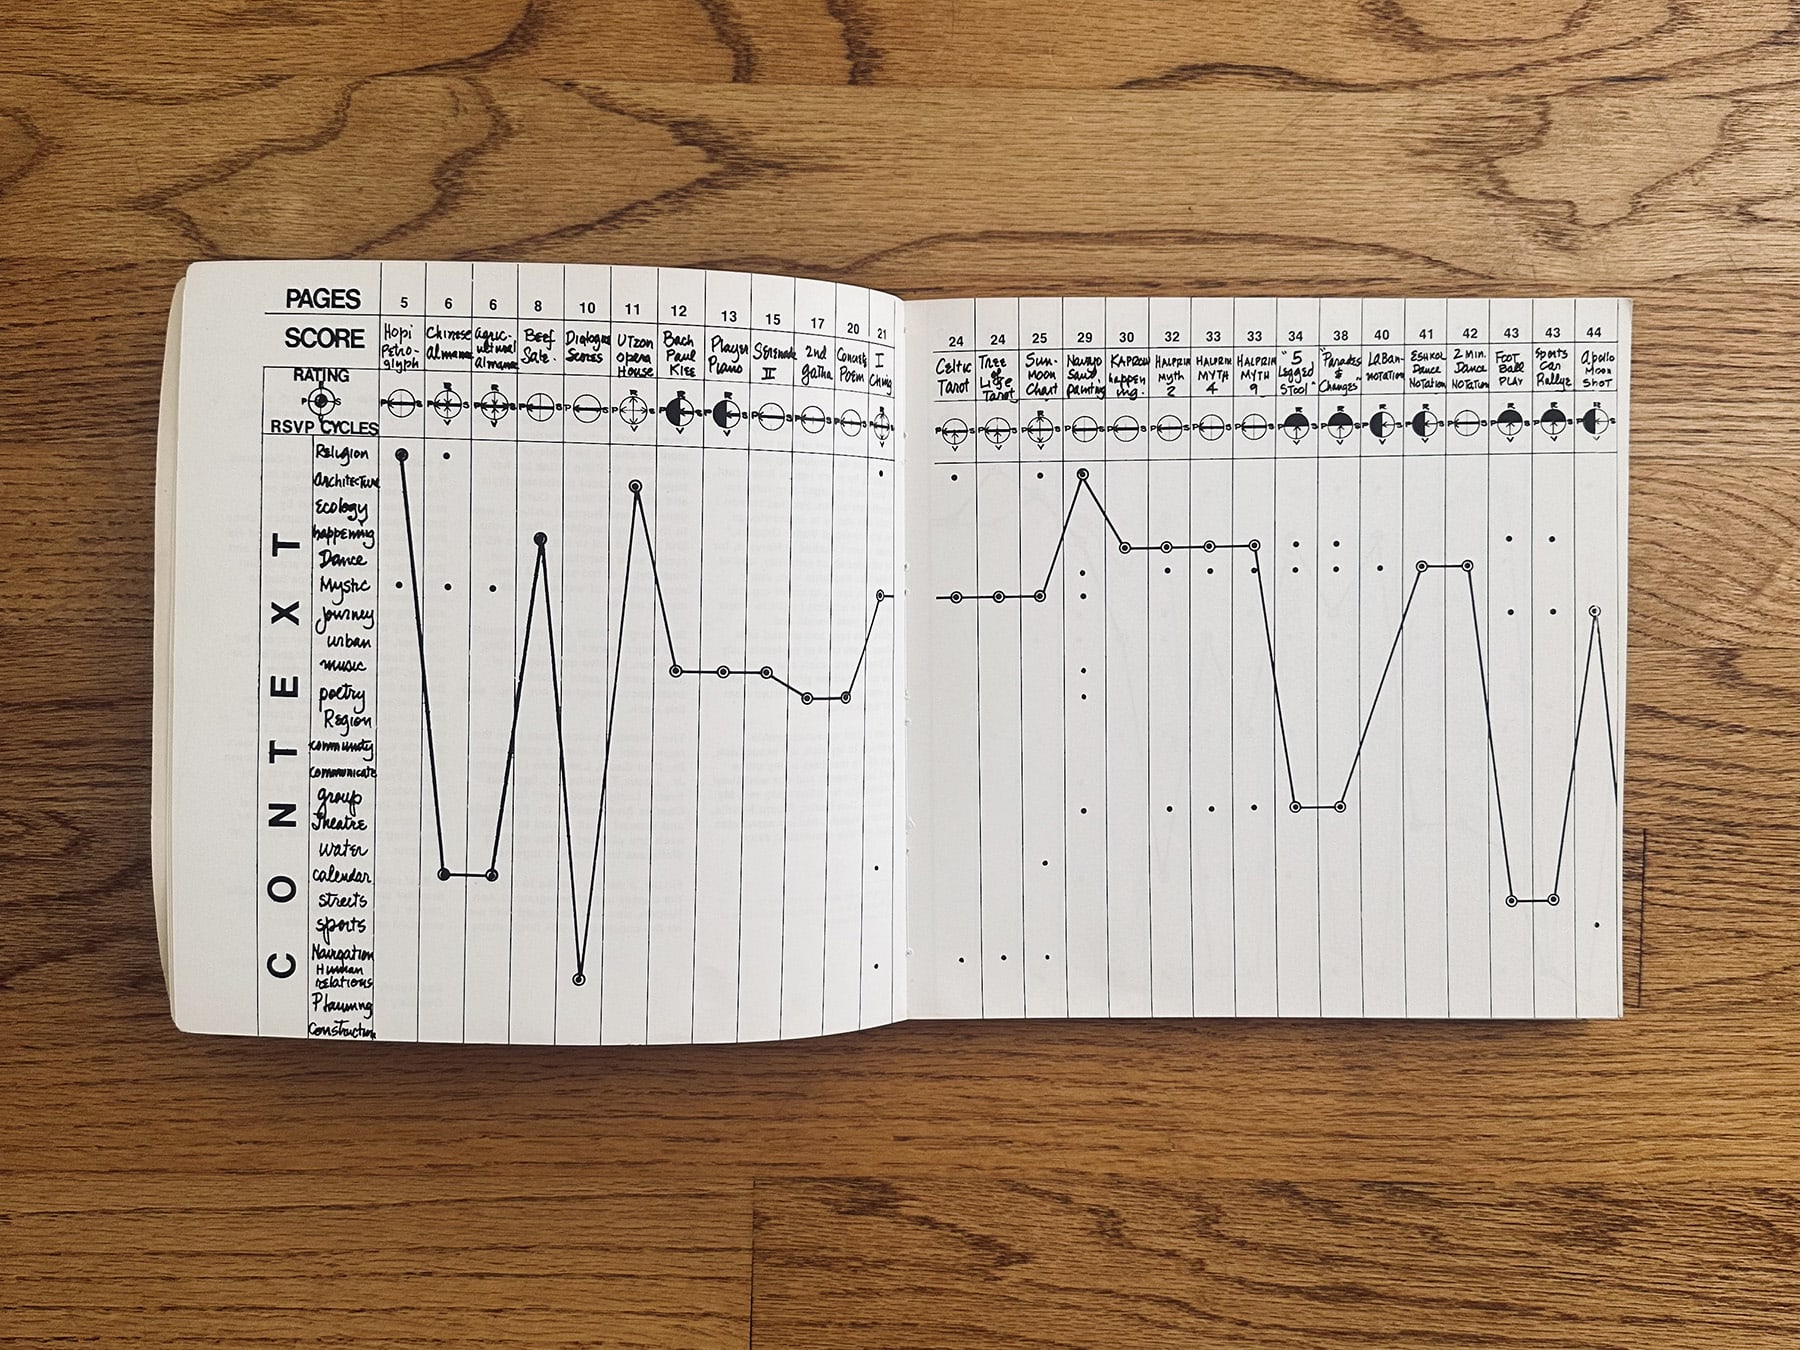 PAGES 5 6 6 8 10 11 12 13 15 17 20 21 24 24 25 29 30 32 33 33 34 38 40 41 42 43 43 44
SCORE
Hopi
Petro-
glyph
Chinese
Almanac
agric-
ultural
almanac
Beef
Sale.
Dialogue
Scores
UTzon
opera
House
Bach
Paul
Klee
Player
Piano
Serenade
II
2nd
gatha
Concrete
Poem
I
Ching
Celtic
Tarot
Tree
of
Life
Tarot
Sun-
moon
Chart
Navajo
Sand
painting
KAPROW
happen
ing.
HALPRIN
Myth
2
HALPRIN
MYTH
4
HALPRIN
MYTH
9
"5
Legged
Stool"
"Parades
&
Changes"
LaBan-
NOTATION
ESHKOL
Dance
NoTation
2 Min.
Dance
NoTation
FOOT
Ball
PLAY
Sports
Car
Rallye
apollo
Moon
SHOT
RATING
R
P S
V
RSVP CYCLES
CONTEXT
Religion
architecture
Ecology
happening
Dance
Mystic
journey
urban
music
poetry
Region
community
communicate
group
Theatre
water
calendar
streets
sports
Navigation
Human
relations
Planning
Construction